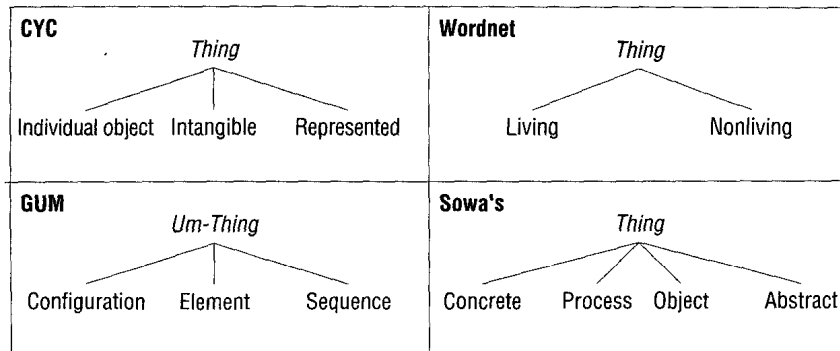 CYC
Thing
Individual object Intangible Represented
Wordnet
Thing
Living Nonliving
GUM
Um-Thing
Configuration Element Sequence
Sowa's
Thing
Concrete Process Object Abstract